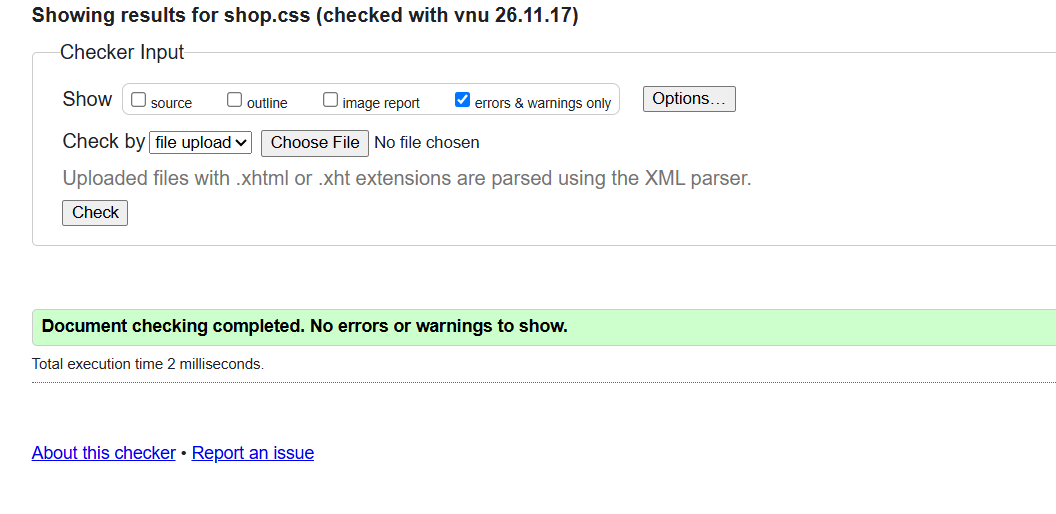 Showing results for shop.css (checked with vnu 26.11.17)
Checker Input
Show source outline image report errors & warnings only Options…
Check by file upload Choose File No file chosen
Uploaded files with .xhtml or .xht extensions are parsed using the XML parser.
Check
Document checking completed. No errors or warnings to show.
Total execution time 2 milliseconds.
About this checker • Report an issue